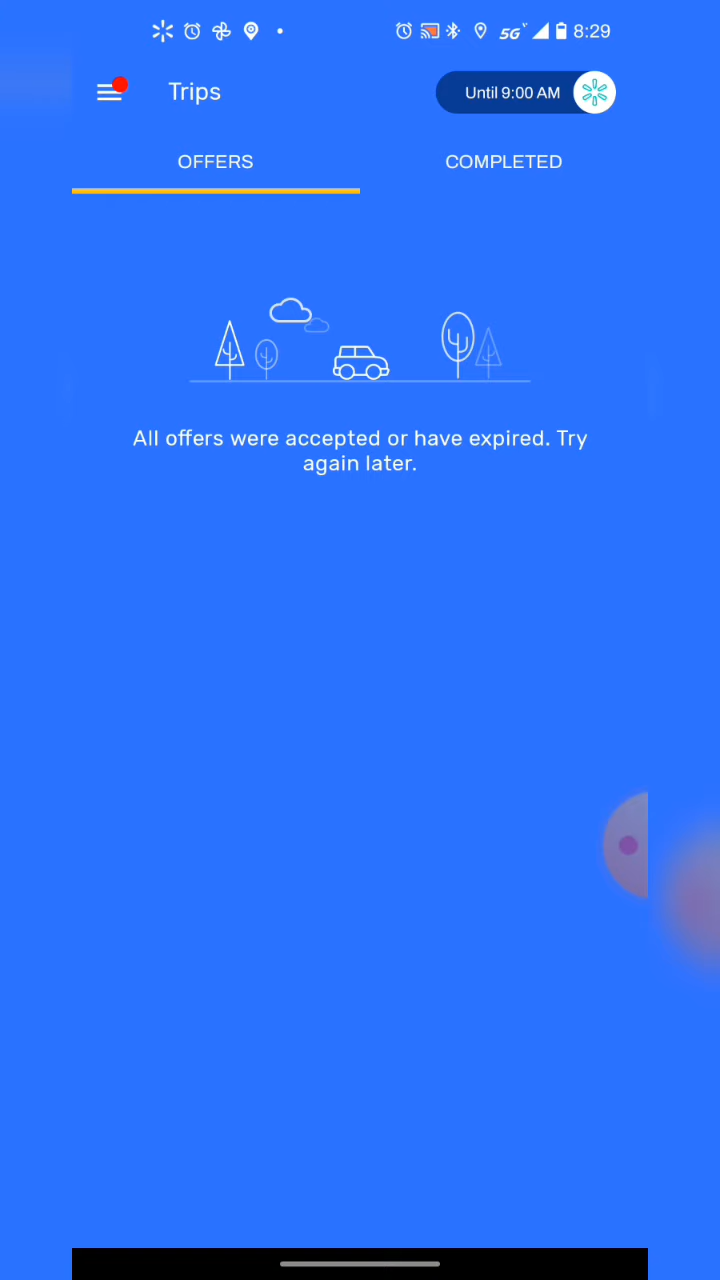 5G 8:29
Trips Until 9:00 AM
OFFERS COMPLETED
All offers were accepted or have expired. Try
again later.